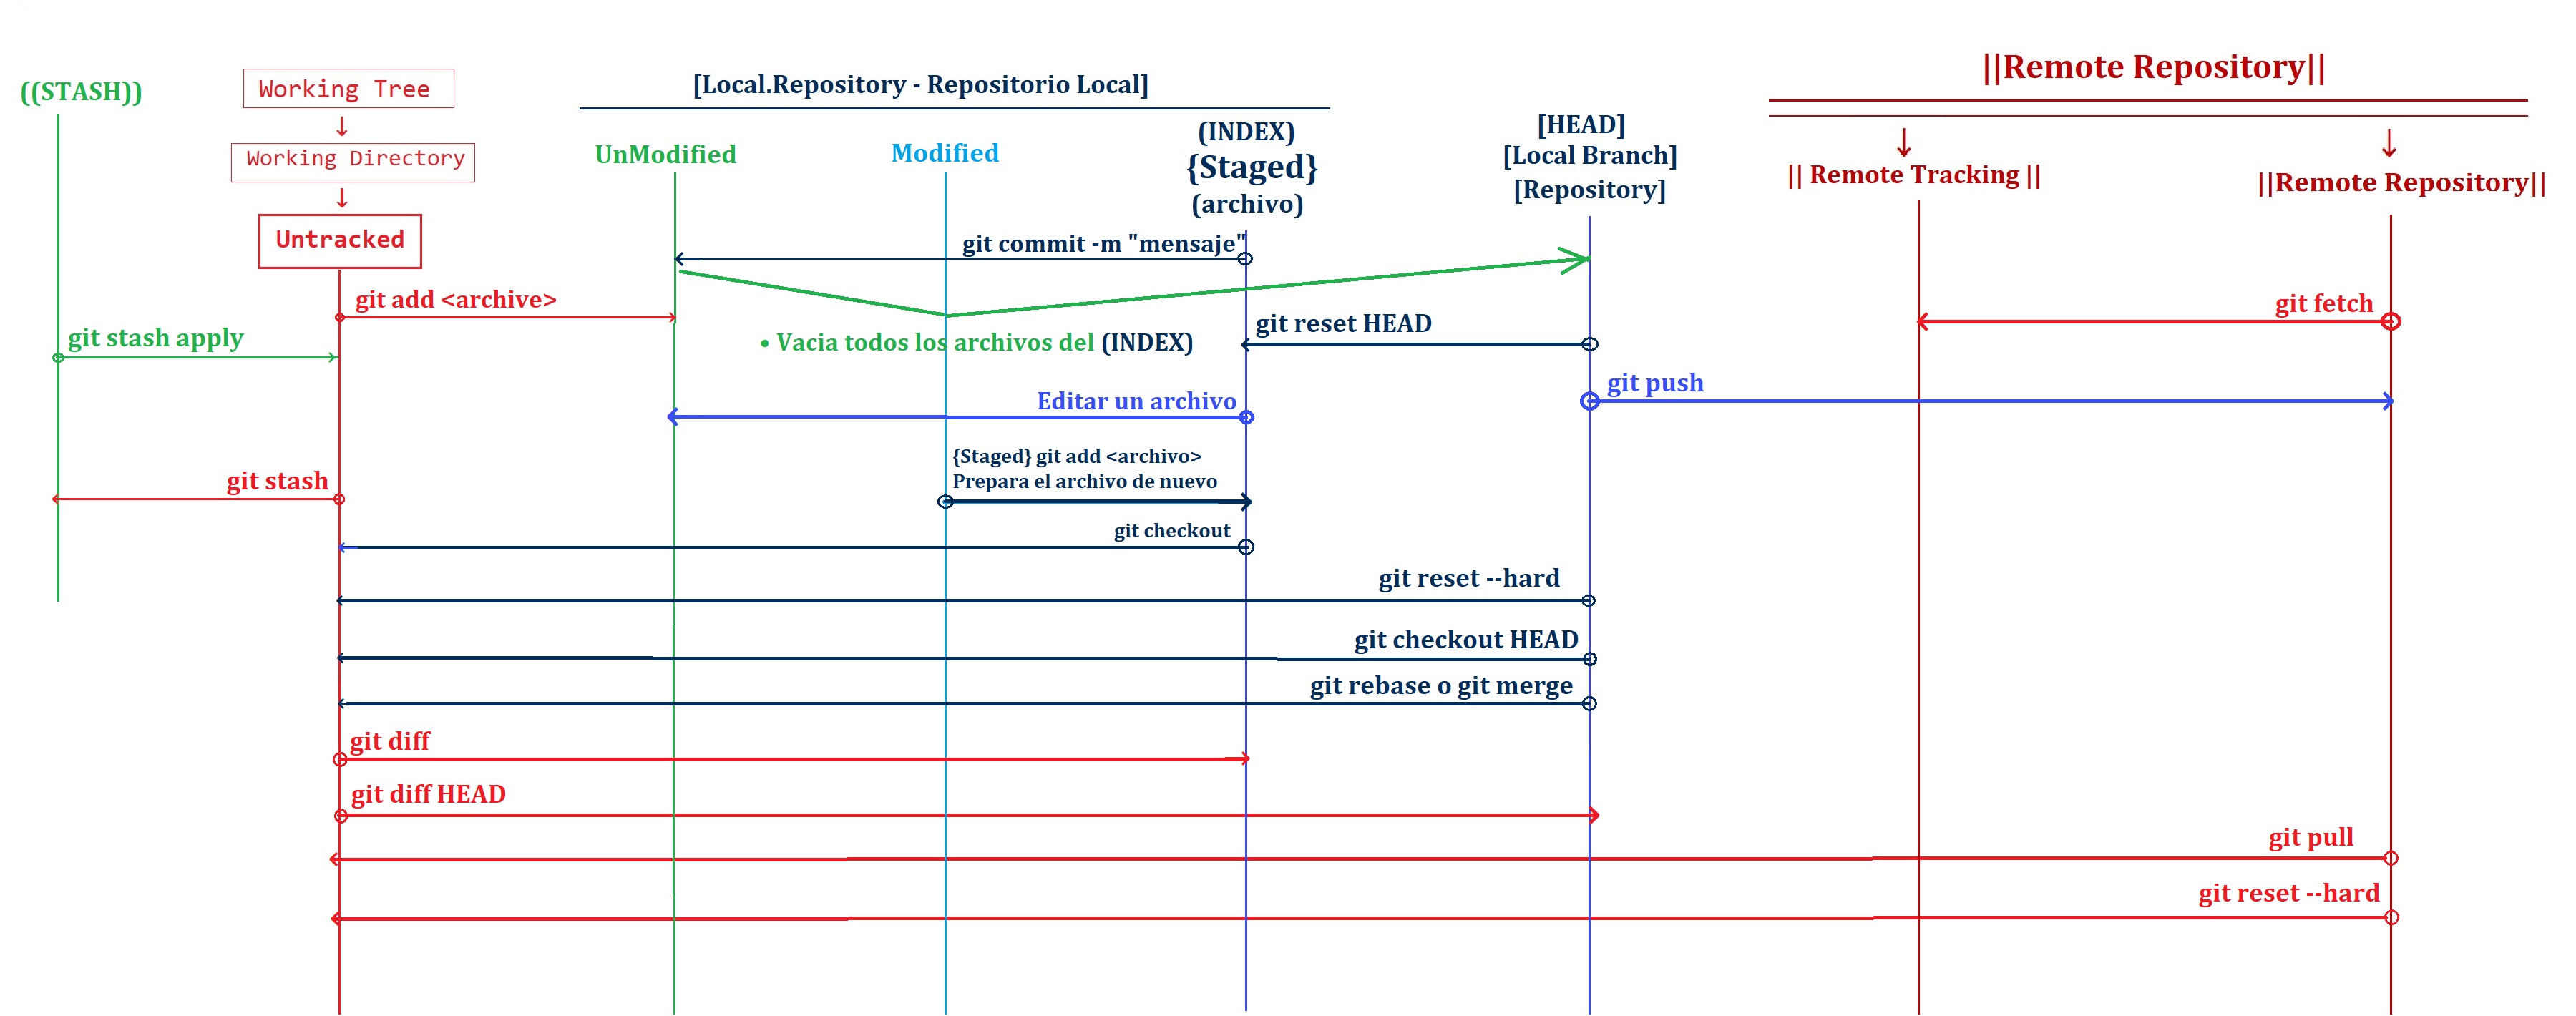 ((STASH))
Working Tree
↓
Working Directory
↓
Untracked
[Local.Repository - Repositorio Local]
UnModified
Modified
(INDEX)
{Staged}
(archivo)
[HEAD]
[Local Branch]
[Repository]
||Remote Repository||
↓
|| Remote Tracking ||
↓
||Remote Repository||
git commit -m "mensaje"
git add <archive>
git fetch
git stash apply
• Vacia todos los archivos del (INDEX)
git reset HEAD
Editar un archivo
git push
{Staged} git add <archivo>
Prepara el archivo de nuevo
git stash
git checkout
git reset --hard
git checkout HEAD
git rebase o git merge
git diff
git diff HEAD
git pull
git reset --hard